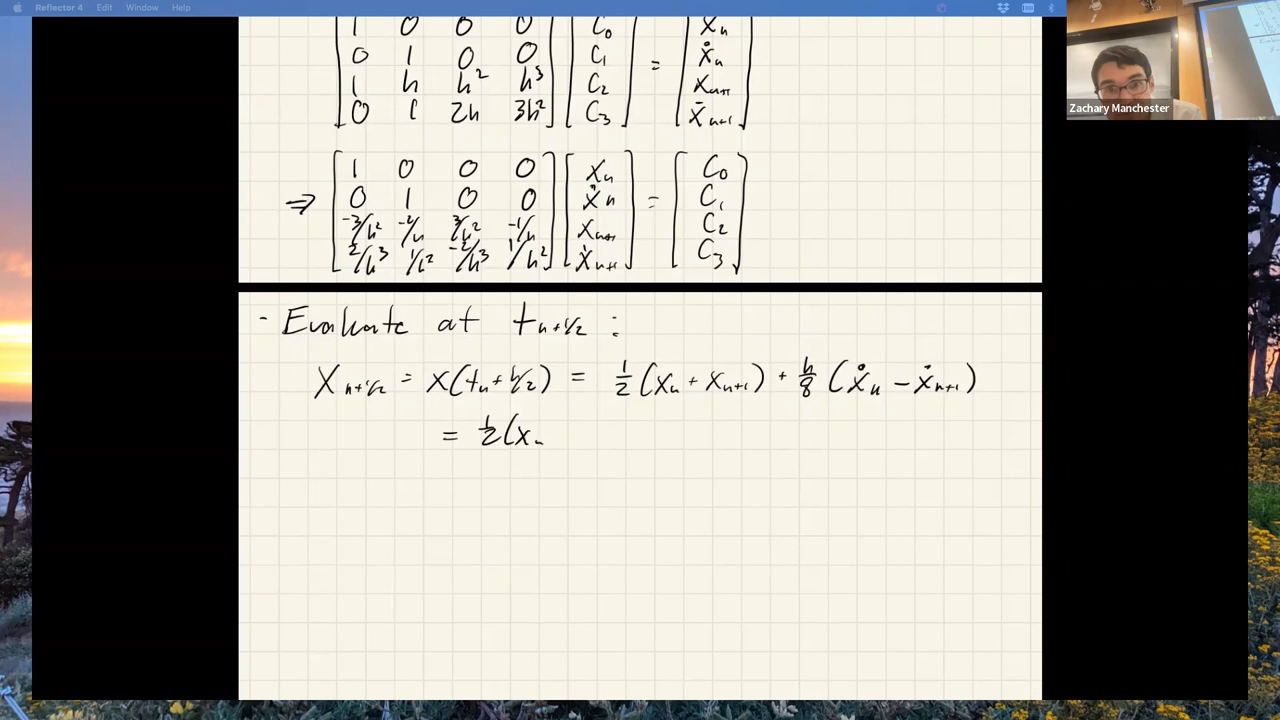 Reflector 4 Edit Window Help
[1 0 0 0] [C₀] [xₙ]
[0 1 0 0] [C₁] = [ẋₙ]
[1 h h² h³] [C₂] [xₙ₊₁]
[0 1 2h 3h²] [C₃] [ẋₙ₊₁]
Zachary Manchester
[1 0 0 0] [xₙ] [C₀]
⇒ [0 1 0 0] [ẋₙ] = [C₁]
[-3/h² -2/h 3/h² -1/h] [xₙ₊₁] [C₂]
[2/h³ 1/h² -2/h³ 1/h²] [ẋₙ₊₁] [C₃]
- Evaluate at tₙ₊₁/₂ :
xₙ₊₁/₂ = x(tₙ + h/2) = 1/2 (xₙ + xₙ₊₁) + h/8 (ẋₙ - ẋₙ₊₁)
= 1/2(xₙ